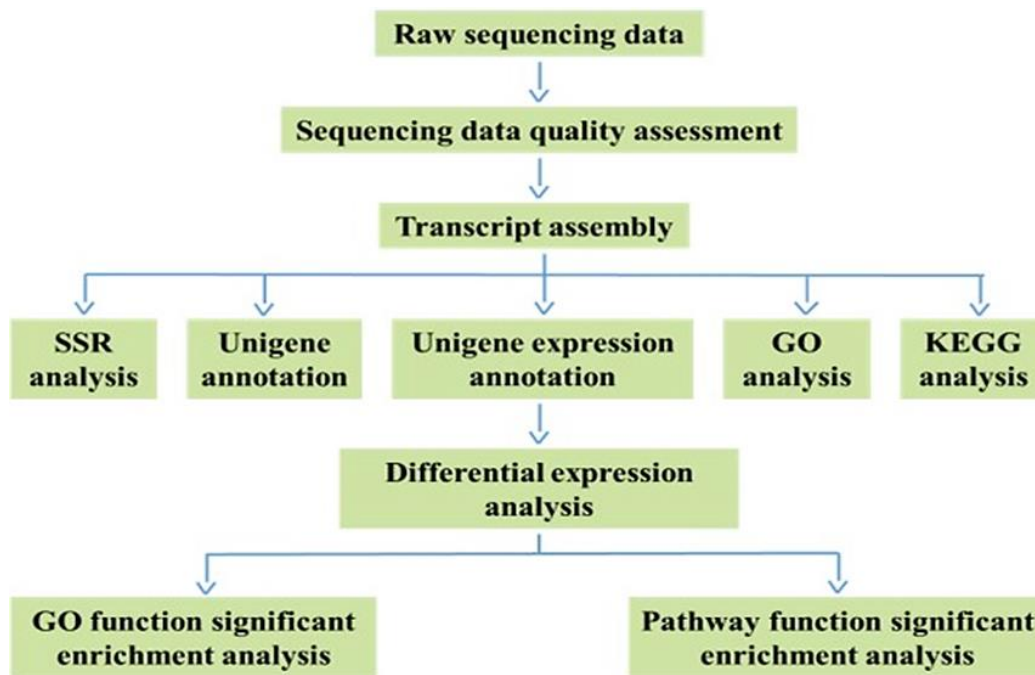 Raw sequencing data
Sequencing data quality assessment
Transcript assembly
SSR
analysis
Unigene
annotation
Unigene expression
annotation
GO
analysis
KEGG
analysis
Differential expression
analysis
GO function significant
enrichment analysis
Pathway function significant
enrichment analysis